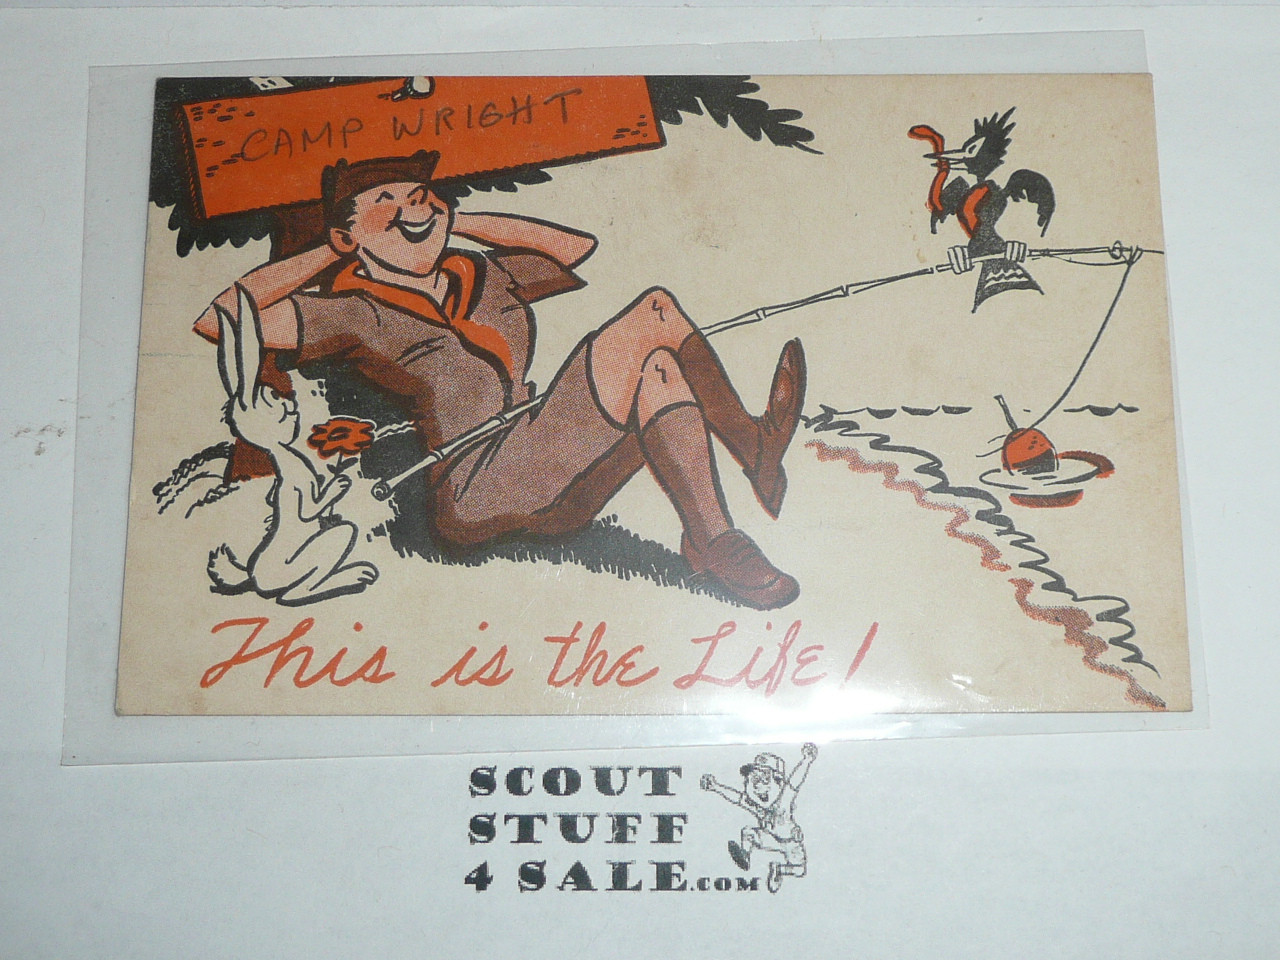 CAMP WRIGHT
This is the Life!
SCOUT
STUFF
4 SALE.COM